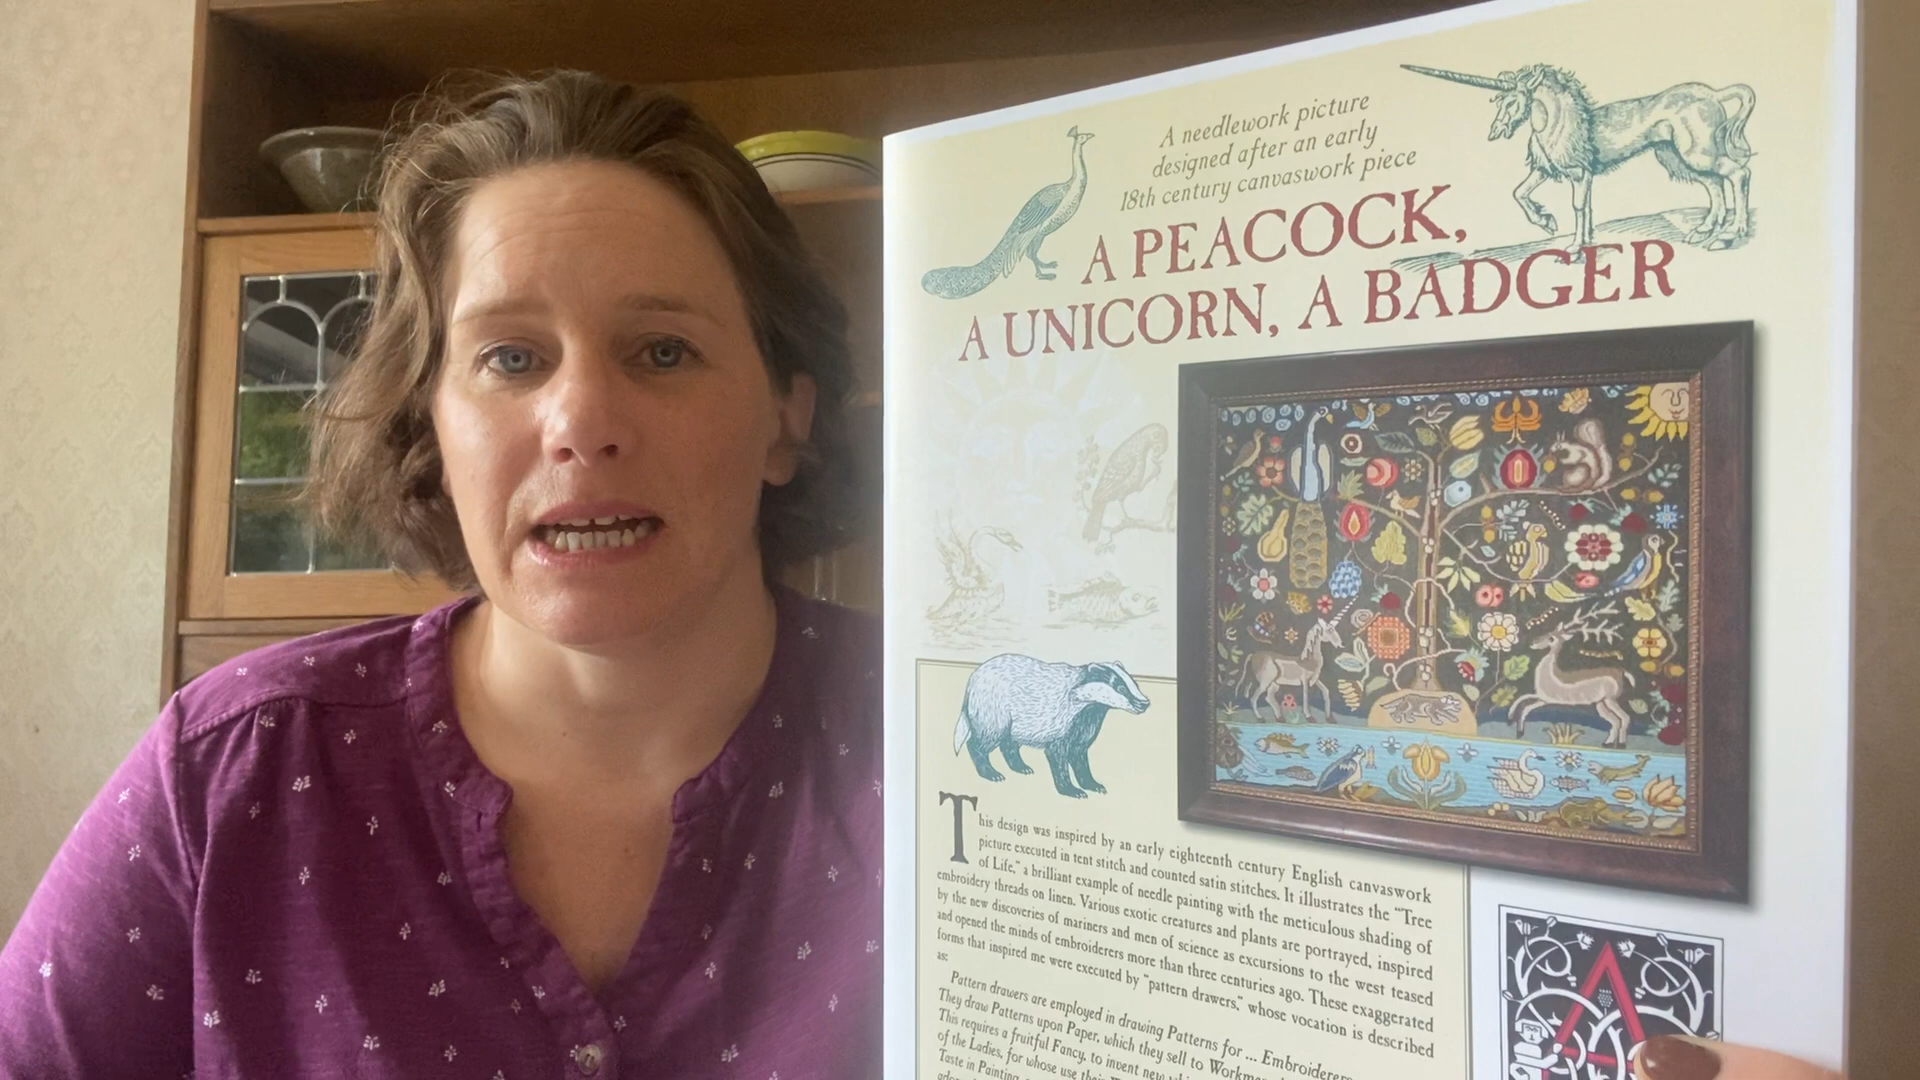 A needlework picture
designed after an early
18th century canvaswork piece
A PEACOCK,
A UNICORN, A BADGER
This design was inspired by an early eighteenth century English canvaswork
picture executed in tent stitch and counted satin stitches. It illustrates the "Tree
of Life," a brilliant example of needle painting with the meticulous shading of
embroidery threads on linen. Various exotic creatures and plants are portrayed, inspired
by the new discoveries of mariners and men of science as excursions to the west teased
and opened the minds of embroiderers more than three centuries ago. These exaggerated
forms that inspired me were executed by "pattern drawers," whose vocation is described
as:
Pattern drawers are employed in drawing Patterns for ... Embroiderers
They draw Patterns upon Paper, which they sell to
This requires a fruitful Fancy, to invent new
of the Ladies, for whose use
Taste in Painting